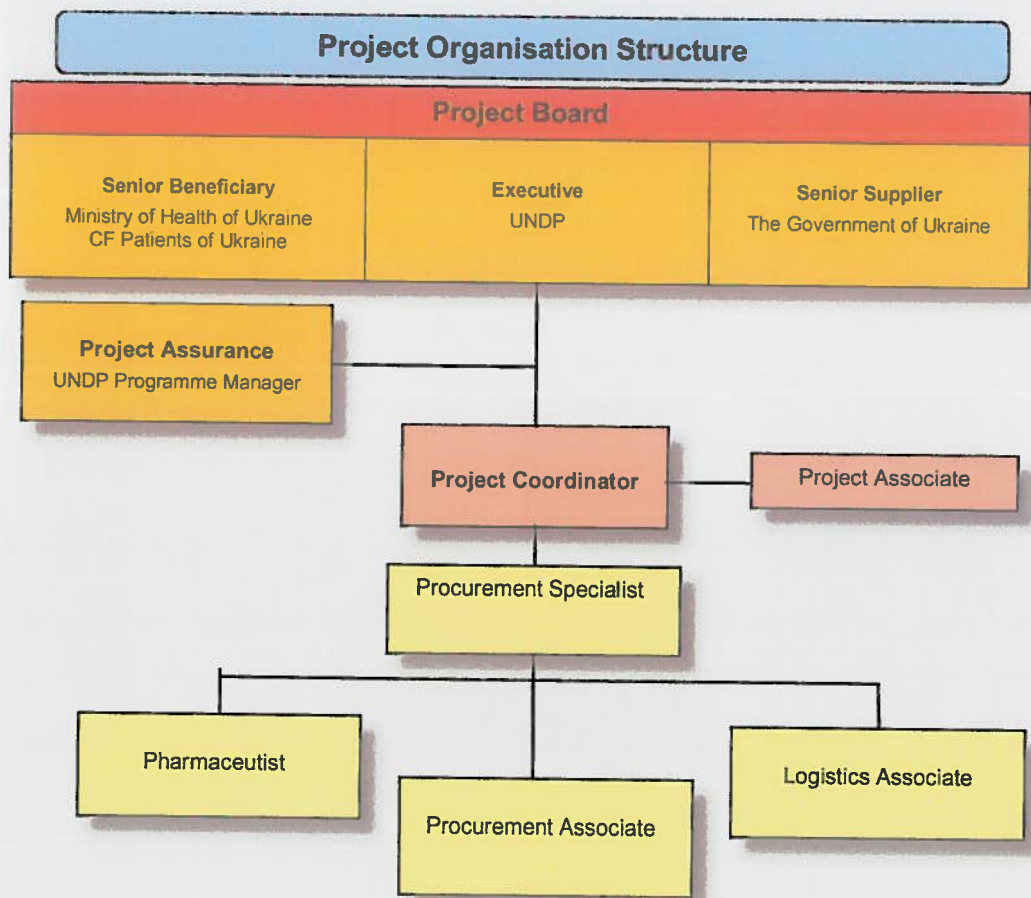 Project Organisation Structure
Project Board
Senior Beneficiary
Ministry of Health of Ukraine
CF Patients of Ukraine
Executive
UNDP
Senior Supplier
The Government of Ukraine
Project Assurance
UNDP Programme Manager
Project Coordinator
Project Associate
Procurement Specialist
Pharmaceutist
Procurement Associate
Logistics Associate